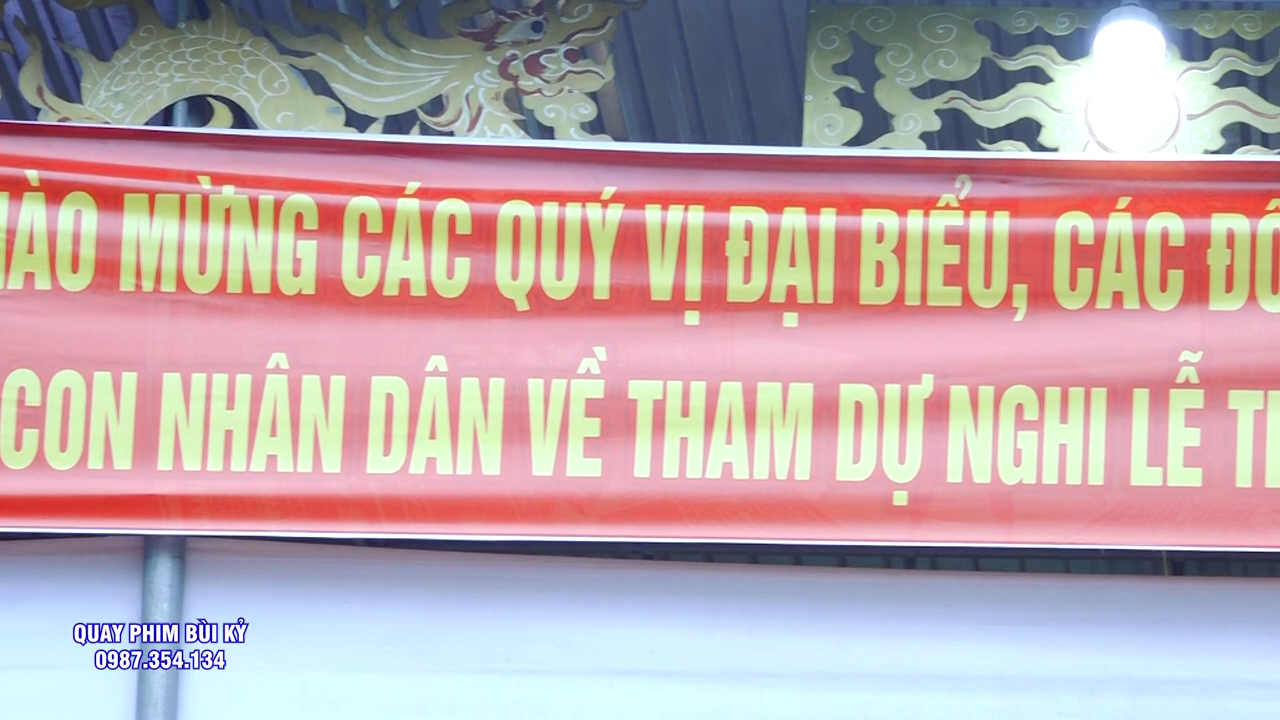 MỪNG CÁC QUÝ VỊ ĐẠI BIỂU, CÁC
CON NHÂN DÂN VỀ THAM DỰ NGHI LỄ
QUAY PHIM BÙI KỶ
0987.354.134